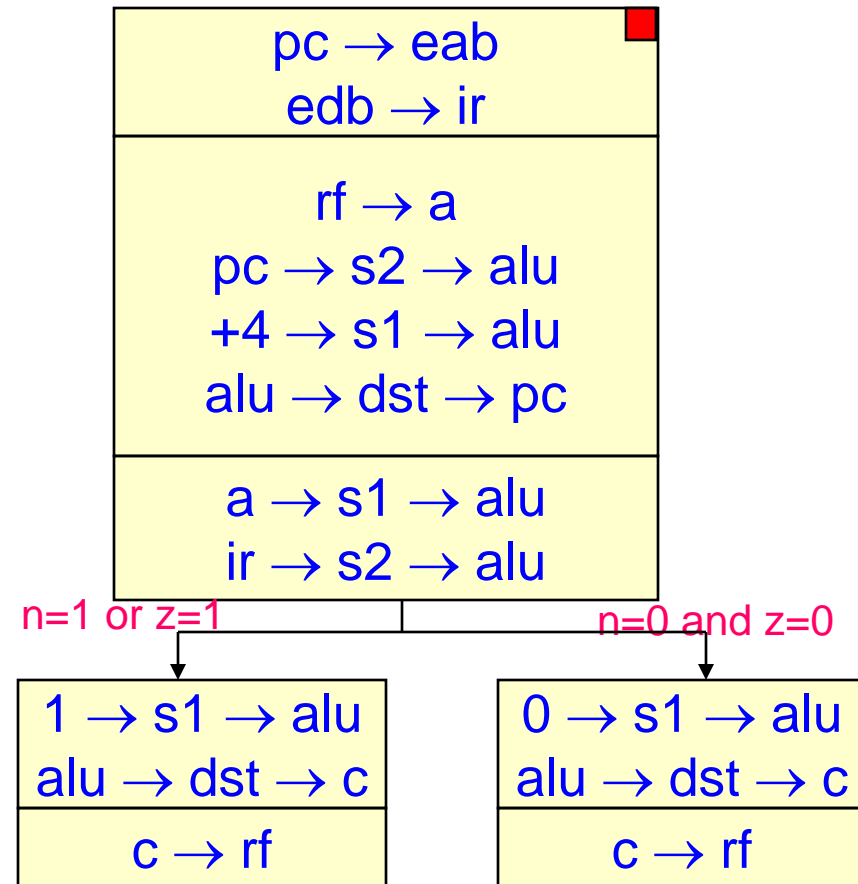 pc → eab
edb → ir
rf → a
pc → s2 → alu
+4 → s1 → alu
alu → dst → pc
a → s1 → alu
ir → s2 → alu
n=1 or z=1
n=0 and z=0
1 → s1 → alu
alu → dst → c
c → rf
0 → s1 → alu
alu → dst → c
c → rf